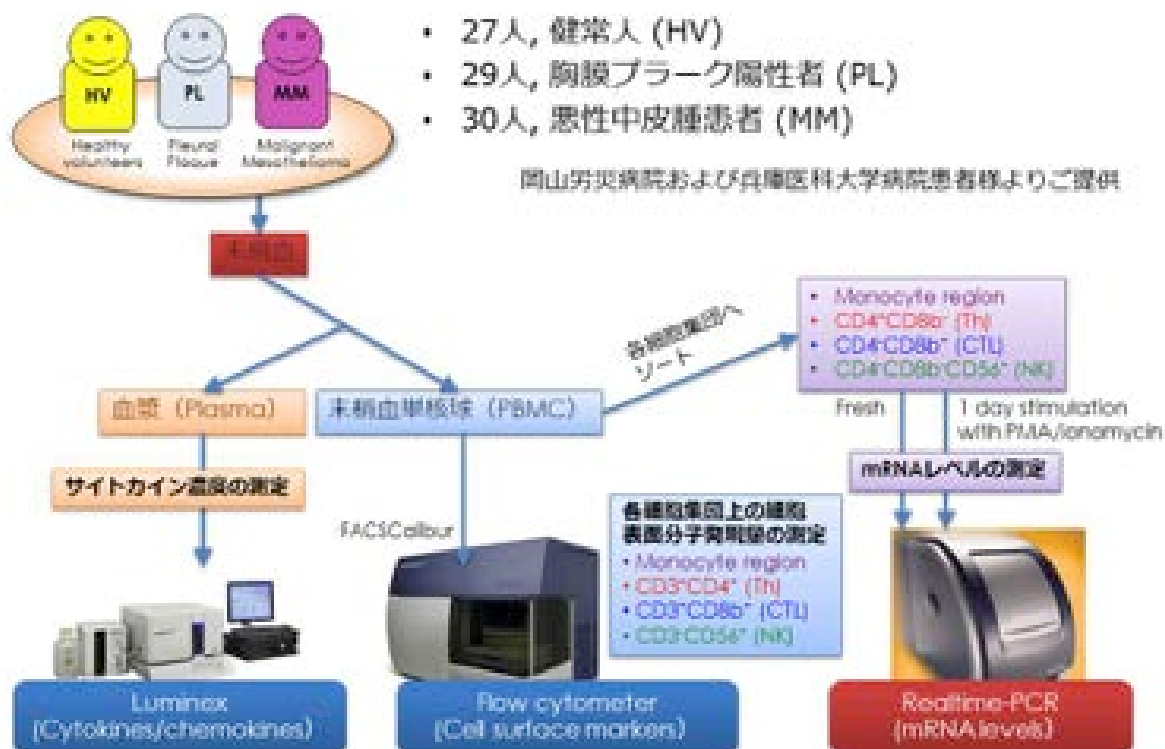 • 27人, 健常人 (HV)
• 29人, 胸膜プラーク陽性者 (PL)
• 30人, 悪性中皮腫患者 (MM)
HV
PL
MM
Healthy
volunteers
Pleural
Plaque
Malignant
Mesothelioma
岡山労災病院および兵庫医科大学病院患者様よりご提供
末梢血
各細胞集団へ
ソート
• Monocyte region
• CD4⁺CD8b⁻ (Th)
• CD4⁻CD8b⁺ (CTL)
• CD4⁻CD8b⁻CD56⁺ (NK)
血漿（Plasma）
末梢血単核球（PBMC）
Fresh
1 day stimulation
with PMA/Ionamycin
サイトカイン濃度の測定
mRNAレベルの測定
FACSCalibur
各細胞集団上の細胞
表面分子発現量の測定
• Monocyte region
• CD3⁺CD4⁺ (Th)
• CD3⁺CD8b⁺ (CTL)
• CD3⁻CD56⁺ (NK)
Luminex
(Cytokines/chemokines)
Flow cytometer
(Cell surface markers)
Realtime-PCR
(mRNA levels)